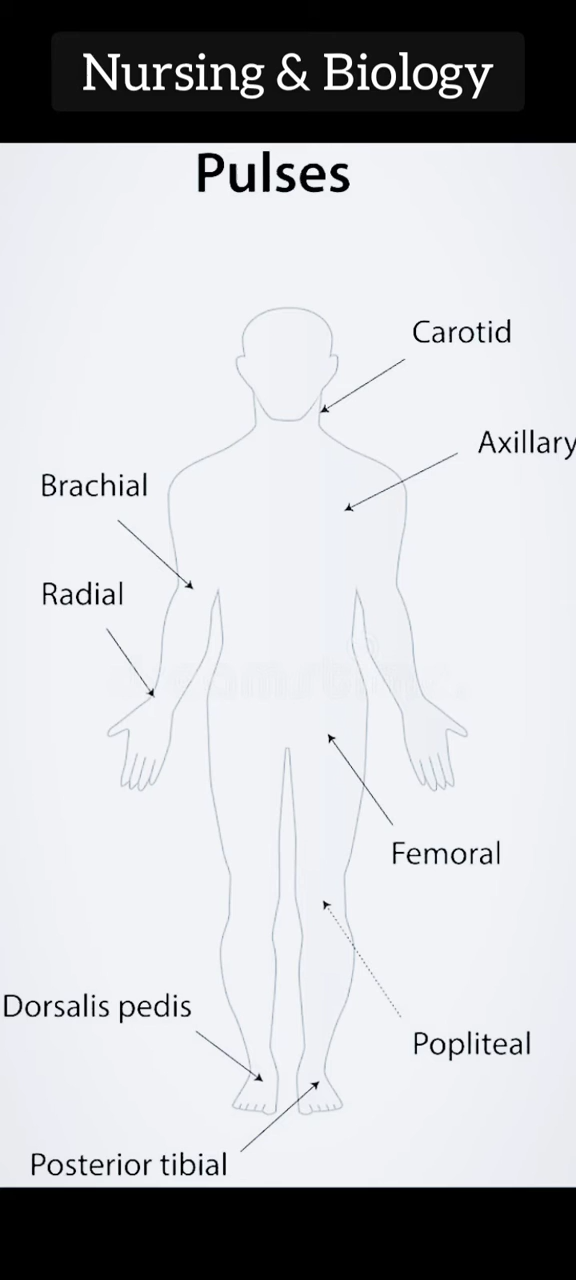 Nursing & Biology
Pulses
Carotid
Axillary
Brachial
Radial
Femoral
Dorsalis pedis
Popliteal
Posterior tibial